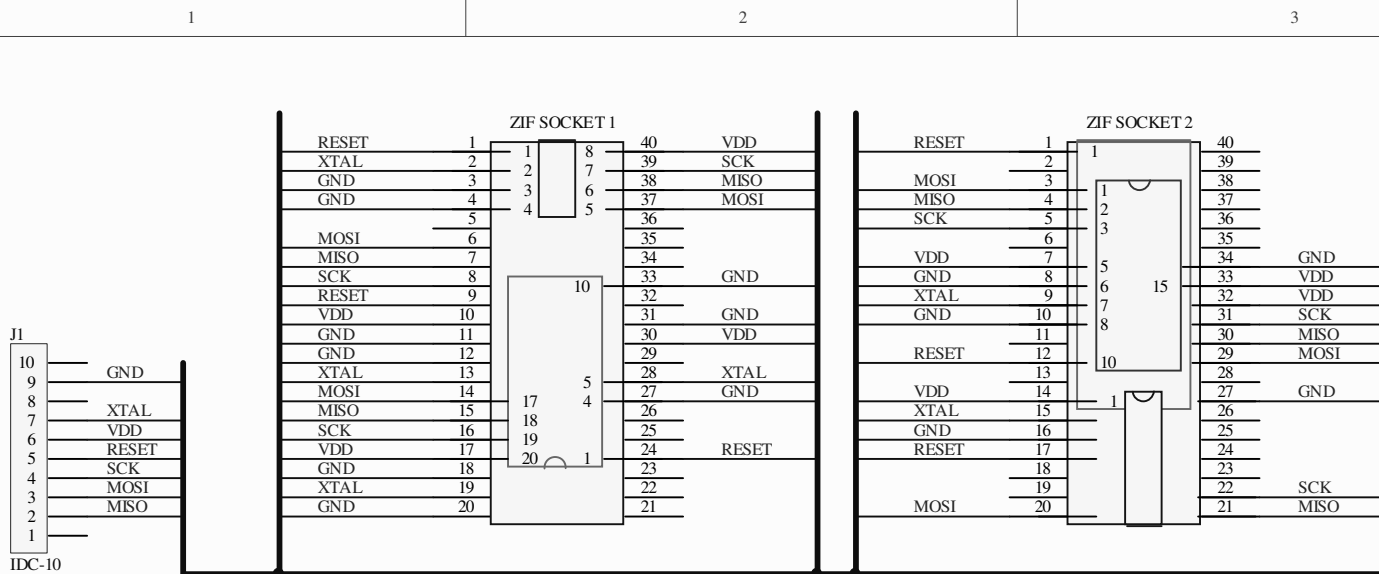 1 2 3
J1
10
GND 9
8
XTAL 7
VDD 6
RESET 5
SCK 4
MOSI 3
MISO 2
1
IDC-10
ZIF SOCKET 1
RESET 1 1 8 40 VDD
XTAL 2 2 7 39 SCK
GND 3 3 6 38 MISO
GND 4 4 5 37 MOSI
5 36
MOSI 6 35
MISO 7 34
SCK 8 10 33 GND
RESET 9 32
VDD 10 31 GND
GND 11 30 VDD
GND 12 29
XTAL 13 5 28 XTAL
MOSI 14 17 4 27 GND
MISO 15 18 26
SCK 16 19 25
VDD 17 20 1 24 RESET
GND 18 23
XTAL 19 22
GND 20 21
ZIF SOCKET 2
RESET 1 1 40
2 39
MOSI 3 1 38
MISO 4 2 37
SCK 5 3 36
6 35
VDD 7 5 34 GND
GND 8 6 15 33 VDD
XTAL 9 7 32 VDD
GND 10 8 31 SCK
11 30 MISO
RESET 12 10 29 MOSI
13 28
VDD 14 1 27 GND
XTAL 15 26
GND 16 25
RESET 17 24
18 23
19 22 SCK
MOSI 20 21 MISO